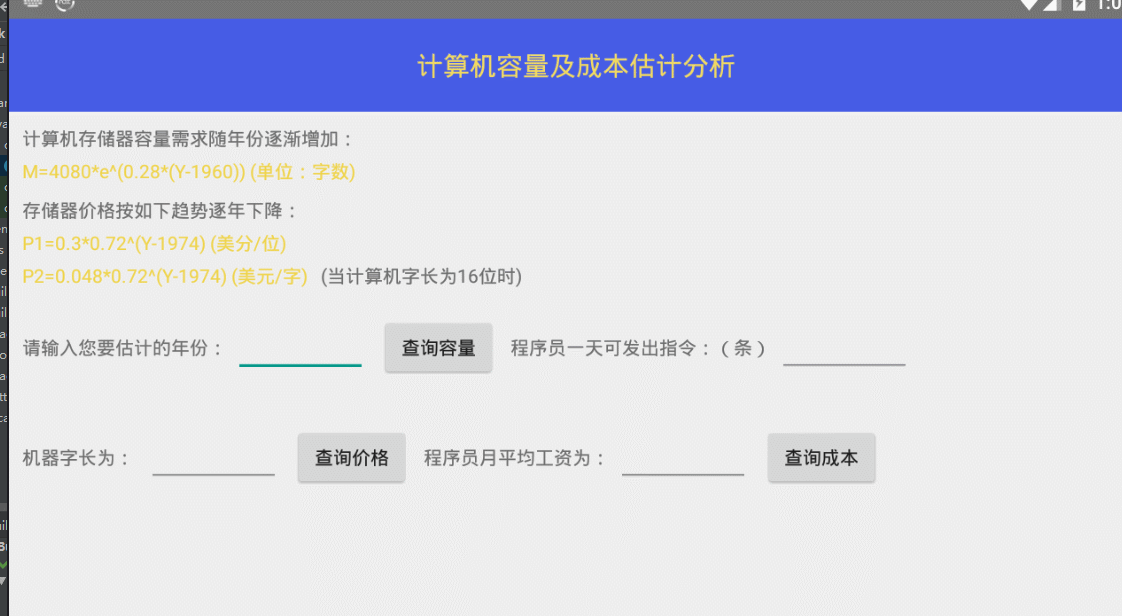 计算机容量及成本估计分析
计算机存储器容量需求随年份逐渐增加：
M=4080*e^(0.28*(Y-1960)) (单位：字数)
存储器价格按如下趋势逐年下降：
P1=0.3*0.72^(Y-1974) (美分/位)
P2=0.048*0.72^(Y-1974) (美元/字) (当计算机字长为16位时)
请输入您要估计的年份： 查询容量 程序员一天可发出指令：（条）
机器字长为： 查询价格 程序员月平均工资为： 查询成本